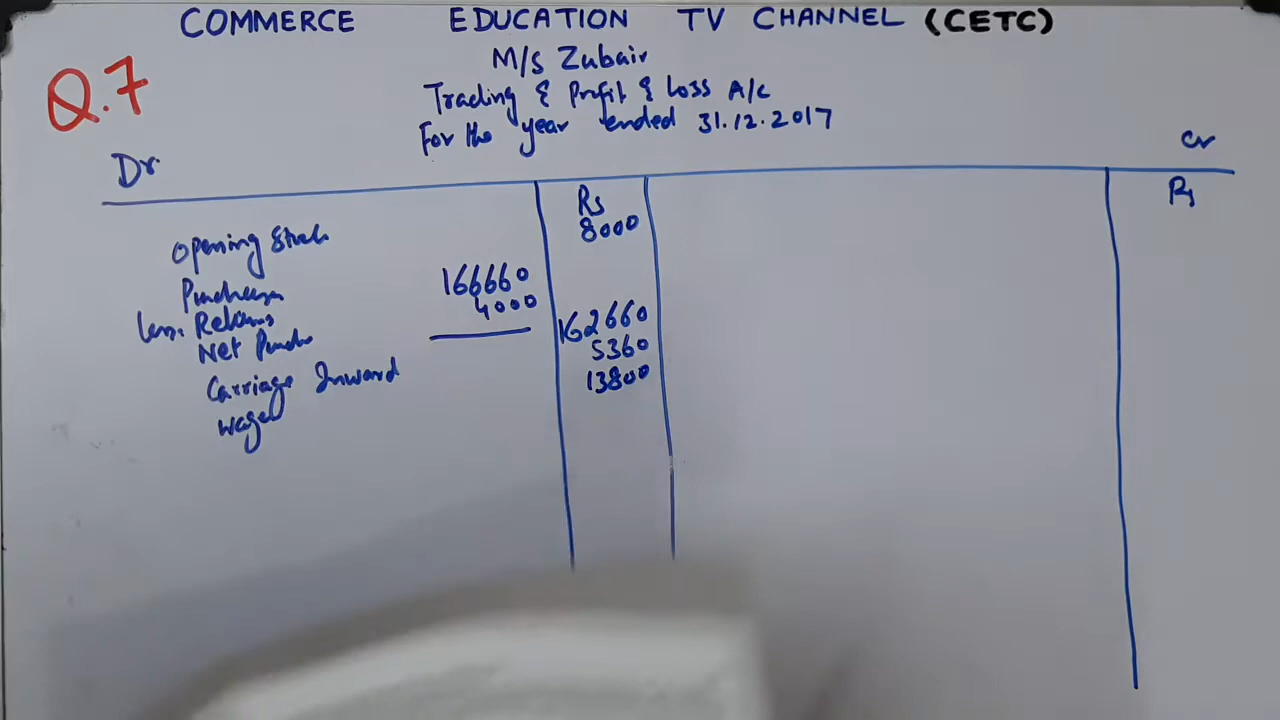 COMMERCE EDUCATION TV CHANNEL (CETC)
Q.7
M/s Zubair
Trading & Profit & Loss A/c
For the year ended 31.12.2017
Dr Cr
Rs Rs
Opening Stock 8000
Purchases 166660
Less. Returns 4000
Net Purch 162660
Carriage Inward 5360
wages 13800